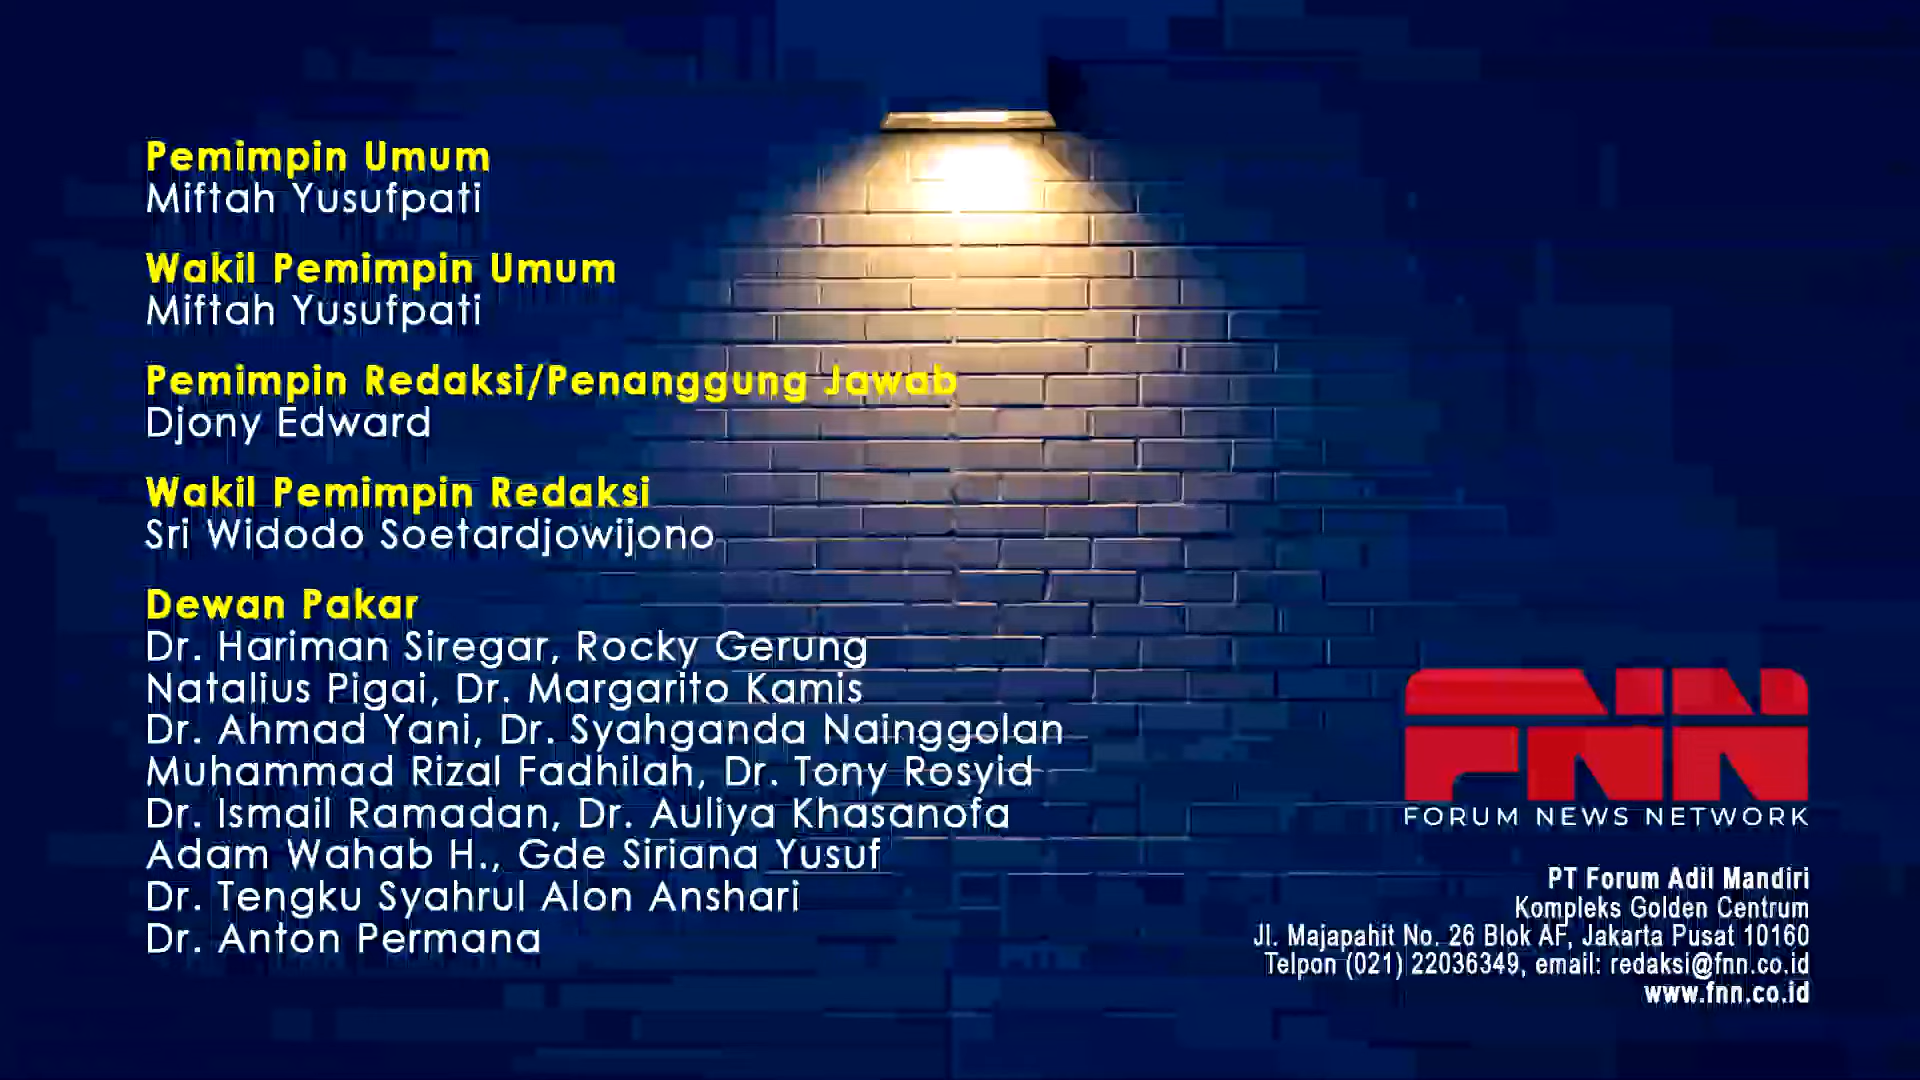 Pemimpin Umum
Miftah Yusufpati
Wakil Pemimpin Umum
Miftah Yusufpati
Pemimpin Redaksi/Penanggung Jawab
Djony Edward
Wakil Pemimpin Redaksi
Sri Widodo Soetardjowijono
Dewan Pakar
Dr. Hariman Siregar, Rocky Gerung
Natalius Pigai, Dr. Margarito Kamis
Dr. Ahmad Yani, Dr. Syahganda Nainggolan
Muhammad Rizal Fadhilah, Dr. Tony Rosyid
Dr. Ismail Ramadan, Dr. Auliya Khasanofa
Adam Wahab H., Gde Siriana Yusuf
Dr. Tengku Syahrul Alon Anshari
Dr. Anton Permana
FNN
FORUM NEWS NETWORK
PT Forum Adil Mandiri
Kompleks Golden Centrum
Jl. Majapahit No. 26 Blok AF, Jakarta Pusat 10160
Telpon (021) 22036349, email: redaksi@fnn.co.id
www.fnn.co.id